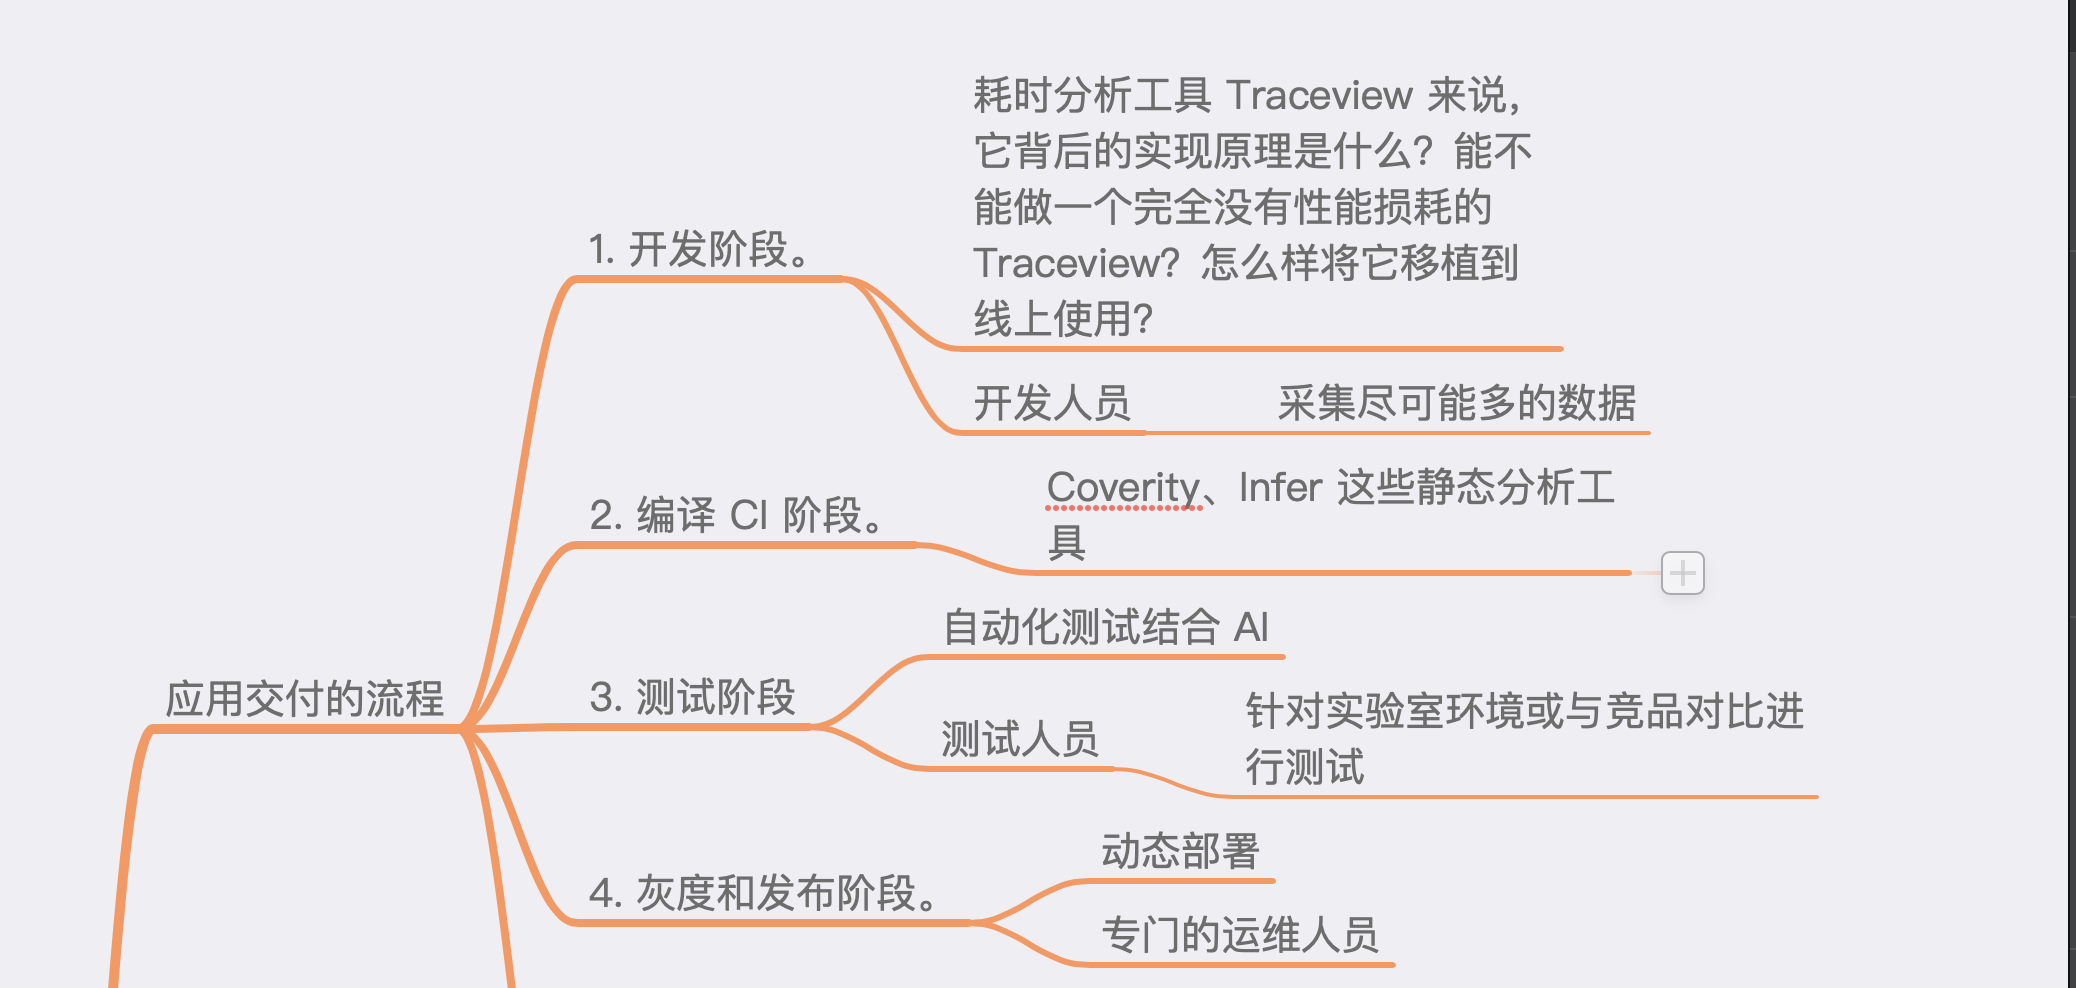 耗时分析工具 Traceview 来说，
它背后的实现原理是什么？能不
能做一个完全没有性能损耗的
Traceview？怎么样将它移植到
线上使用？
1. 开发阶段。
开发人员
采集尽可能多的数据
Coverity、Infer 这些静态分析工
具
2. 编译 CI 阶段。
自动化测试结合 AI
3. 测试阶段
应用交付的流程
测试人员
针对实验室环境或与竞品对比进
行测试
动态部署
4. 灰度和发布阶段。
专门的运维人员